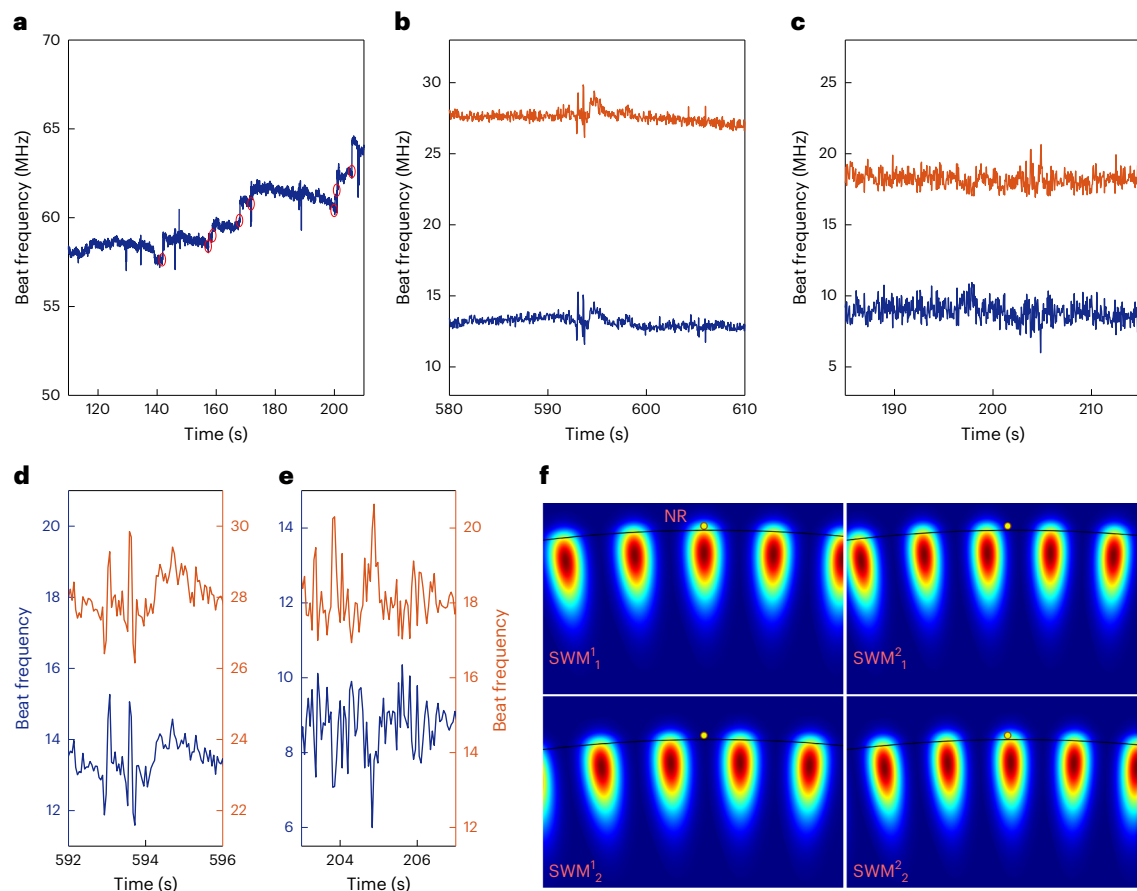 a
b
c
70
65
60
55
50
Beat frequency (MHz)
120 140 160 180 200
Time (s)
30
25
20
15
10
Beat frequency (MHz)
580 590 600 610
Time (s)
25
20
15
10
5
Beat frequency (MHz)
190 200 210
Time (s)
d
e
f
20
18
16
14
12
Beat frequency
30
28
26
24
22
592 594 596
Time (s)
14
12
10
8
6
20
18
16
14
12
Beat frequency
204 206
Time (s)
NR
SWM¹₁
SWM²₁
SWM¹₂
SWM²₂